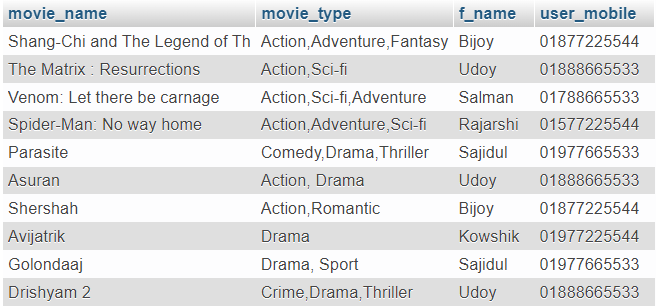 movie_name movie_type f_name user_mobile
Shang-Chi and The Legend of Th Action,Adventure,Fantasy Bijoy 01877225544
The Matrix : Resurrections Action,Sci-fi Udoy 01888665533
Venom: Let there be carnage Action,Sci-fi,Adventure Salman 01788665533
Spider-Man: No way home Action,Adventure,Sci-fi Rajarshi 01577225544
Parasite Comedy,Drama,Thriller Sajidul 01977665533
Asuran Action, Drama Udoy 01888665533
Shershah Action,Romantic Bijoy 01877225544
Avijatrik Drama Kowshik 01977225544
Golondaaj Drama, Sport Sajidul 01977665533
Drishyam 2 Crime,Drama,Thriller Udoy 01888665533